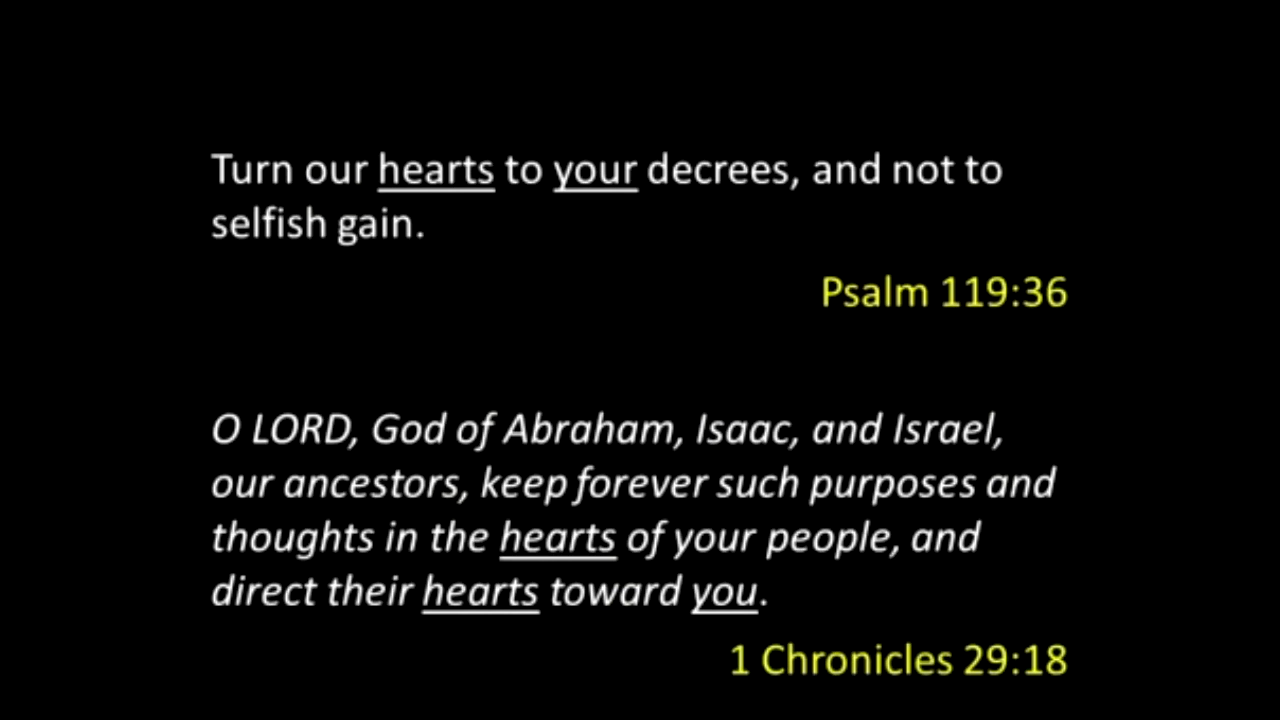 Turn our hearts to your decrees, and not to
selfish gain.
Psalm 119:36
O LORD, God of Abraham, Isaac, and Israel,
our ancestors, keep forever such purposes and
thoughts in the hearts of your people, and
direct their hearts toward you.
1 Chronicles 29:18